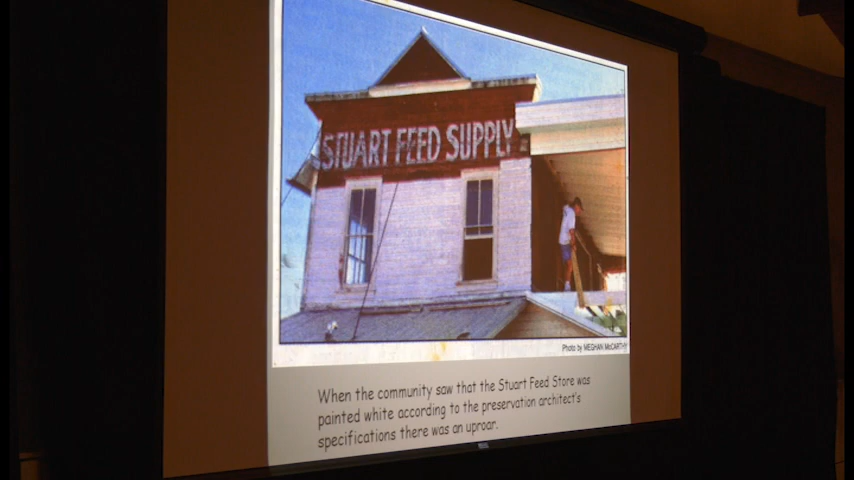 STUART FEED SUPPLY
Photo by MEGHAN McCARTHY
When the community saw that the Stuart Feed Store was
painted white according to the preservation architect's
specifications there was an uproar.